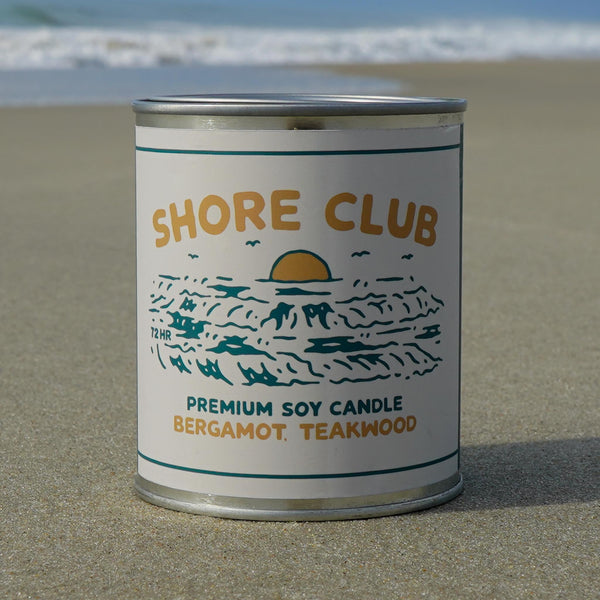 SHORE CLUB
72 HR
PREMIUM SOY CANDLE
BERGAMOT, TEAKWOOD